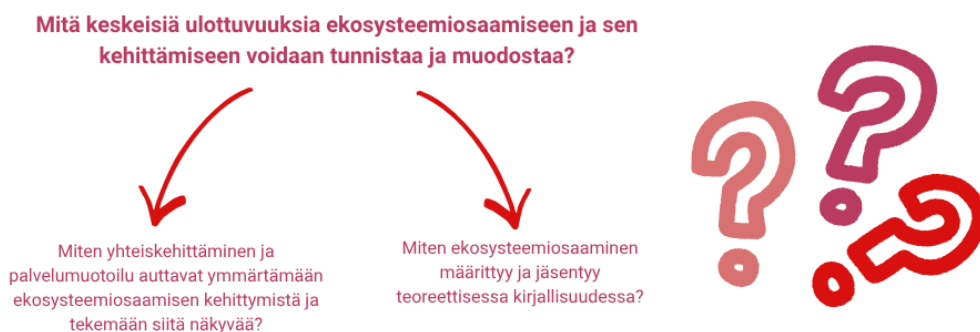 Mitä keskeisiä ulottuvuuksia ekosysteemiosaamiseen ja sen
kehittämiseen voidaan tunnistaa ja muodostaa?
Miten yhteiskehittäminen ja
palvelumuotoilu auttavat ymmärtämään
ekosysteemiosaamisen kehittymistä ja
tekemään siitä näkyvää?
Miten ekosysteemiosaaminen
määrittyy ja jäsentyy
teoreettisessa kirjallisuudessa?